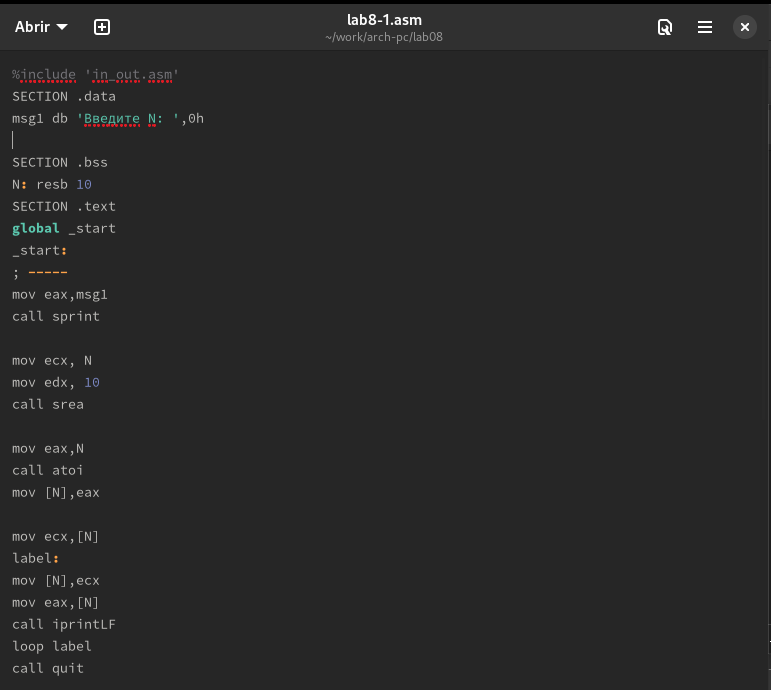 Abrir
lab8-1.asm
~/work/arch-pc/lab08
%include 'in_out.asm'
SECTION .data
msg1 db 'Введите N: ',0h
SECTION .bss
N: resb 10
SECTION .text
global _start
_start:
; -----
mov eax,msg1
call sprint
mov ecx, N
mov edx, 10
call srea
mov eax,N
call atoi
mov [N],eax
mov ecx,[N]
label:
mov [N],ecx
mov eax,[N]
call iprintLF
loop label
call quit